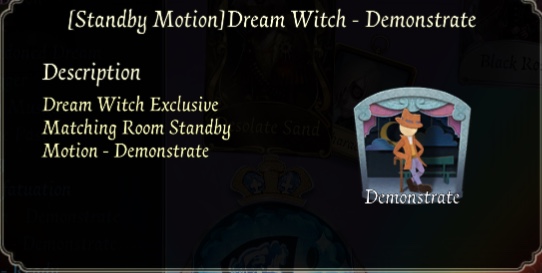 [Standby Motion]Dream Witch - Demonstrate
Description
Dream Witch Exclusive
Matching Room Standby
Motion - Demonstrate
Demonstrate